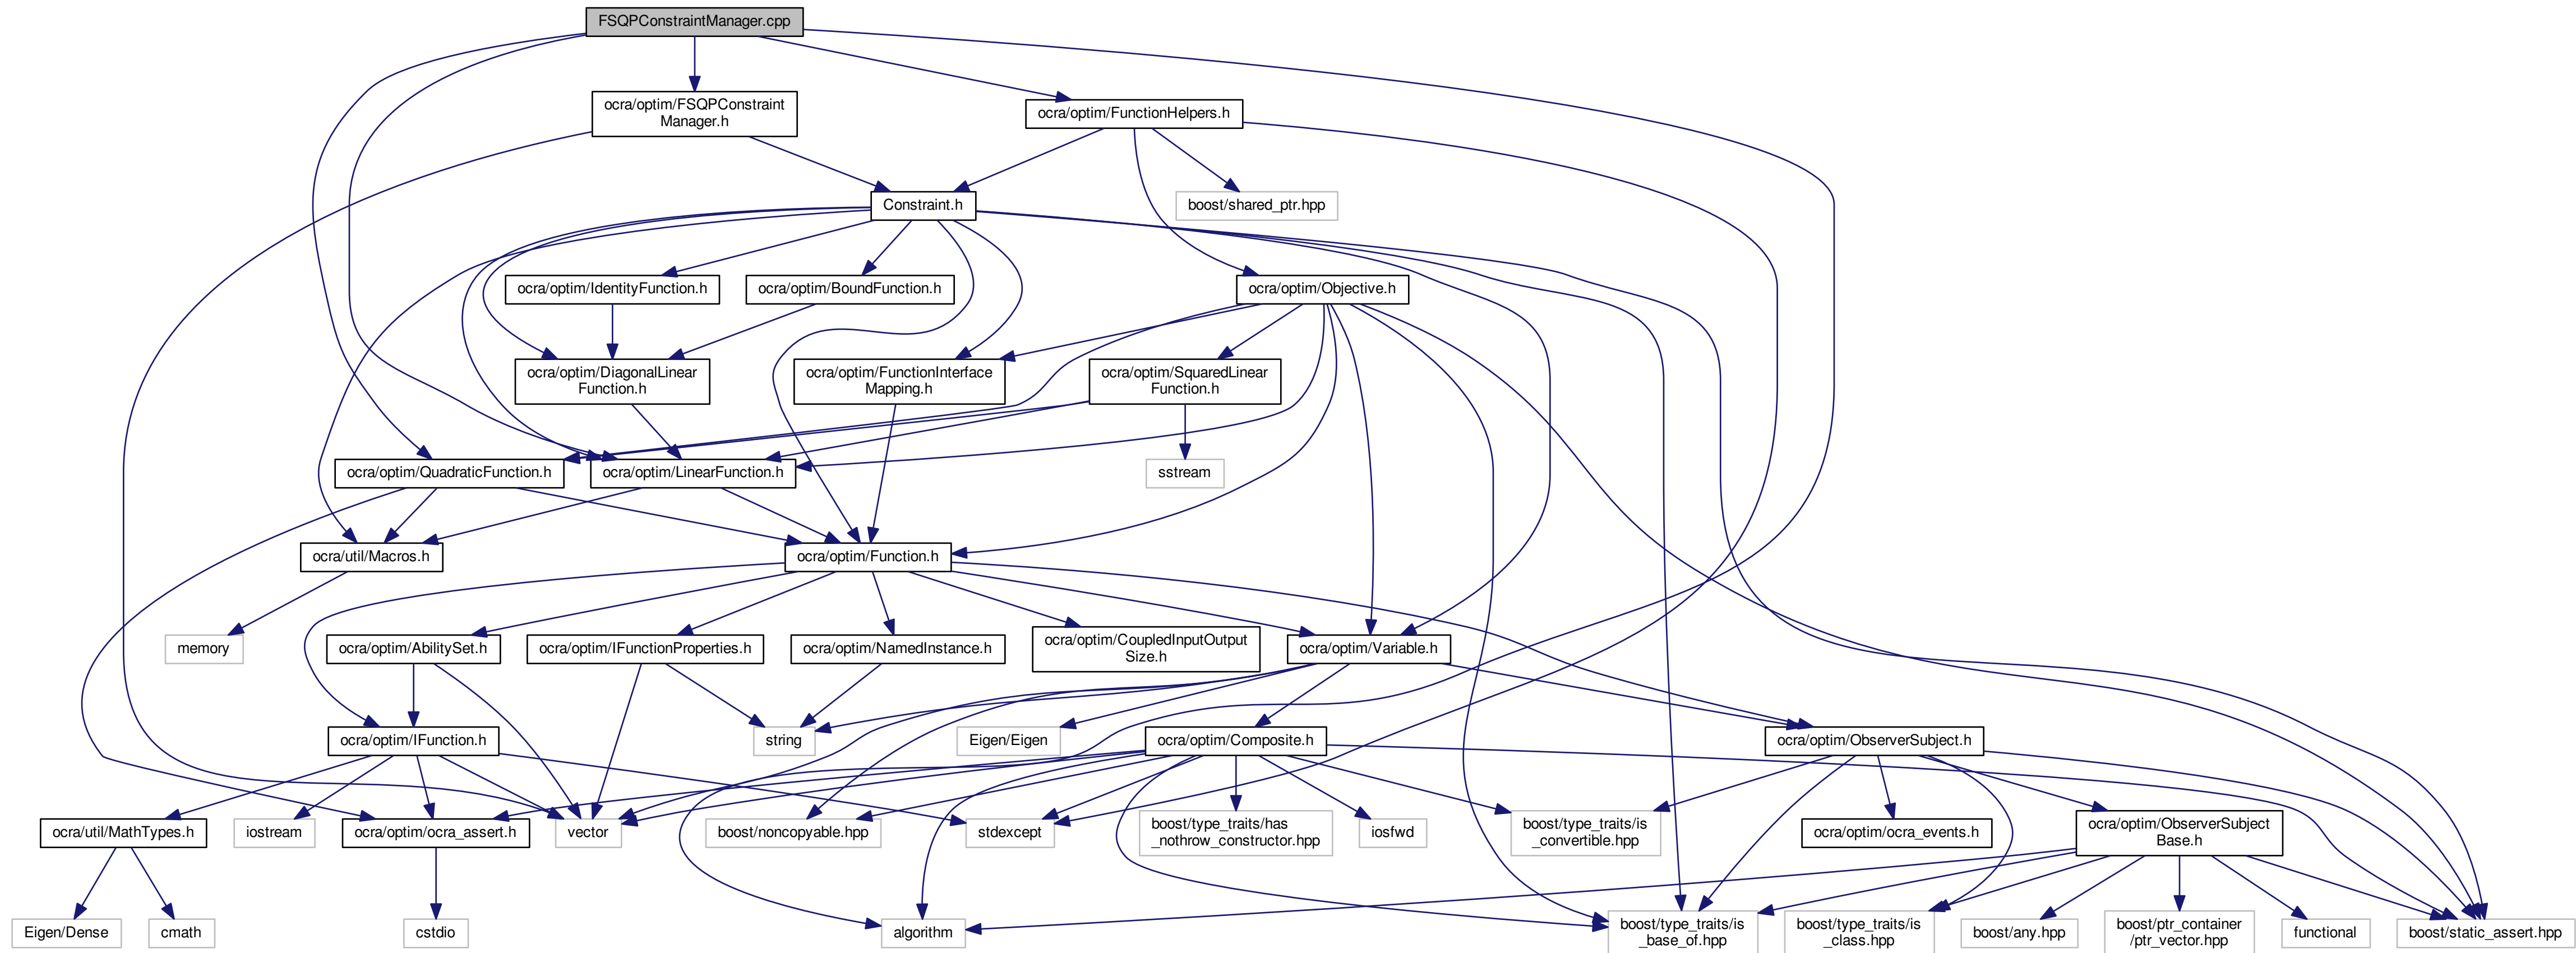 FSQPConstraintManager.cpp
ocra/optim/FSQPConstraint
Manager.h
ocra/optim/FunctionHelpers.h
Constraint.h
boost/shared_ptr.hpp
ocra/optim/IdentityFunction.h
ocra/optim/BoundFunction.h
ocra/optim/Objective.h
ocra/optim/DiagonalLinear
Function.h
ocra/optim/FunctionInterface
Mapping.h
ocra/optim/SquaredLinear
Function.h
ocra/optim/QuadraticFunction.h
ocra/optim/LinearFunction.h
sstream
ocra/util/Macros.h
ocra/optim/Function.h
memory
ocra/optim/AbilitySet.h
ocra/optim/IFunctionProperties.h
ocra/optim/NamedInstance.h
ocra/optim/CoupledInputOutput
Size.h
ocra/optim/Variable.h
ocra/optim/IFunction.h
string
Eigen/Eigen
ocra/optim/Composite.h
ocra/optim/ObserverSubject.h
ocra/util/MathTypes.h
iostream
ocra/optim/ocra_assert.h
vector
boost/noncopyable.hpp
stdexcept
boost/type_traits/has
_nothrow_constructor.hpp
iosfwd
boost/type_traits/is
_convertible.hpp
ocra/optim/ocra_events.h
ocra/optim/ObserverSubject
Base.h
Eigen/Dense
cmath
cstdio
algorithm
boost/type_traits/is
_base_of.hpp
boost/type_traits/is
_class.hpp
boost/any.hpp
boost/ptr_container
/ptr_vector.hpp
functional
boost/static_assert.hpp